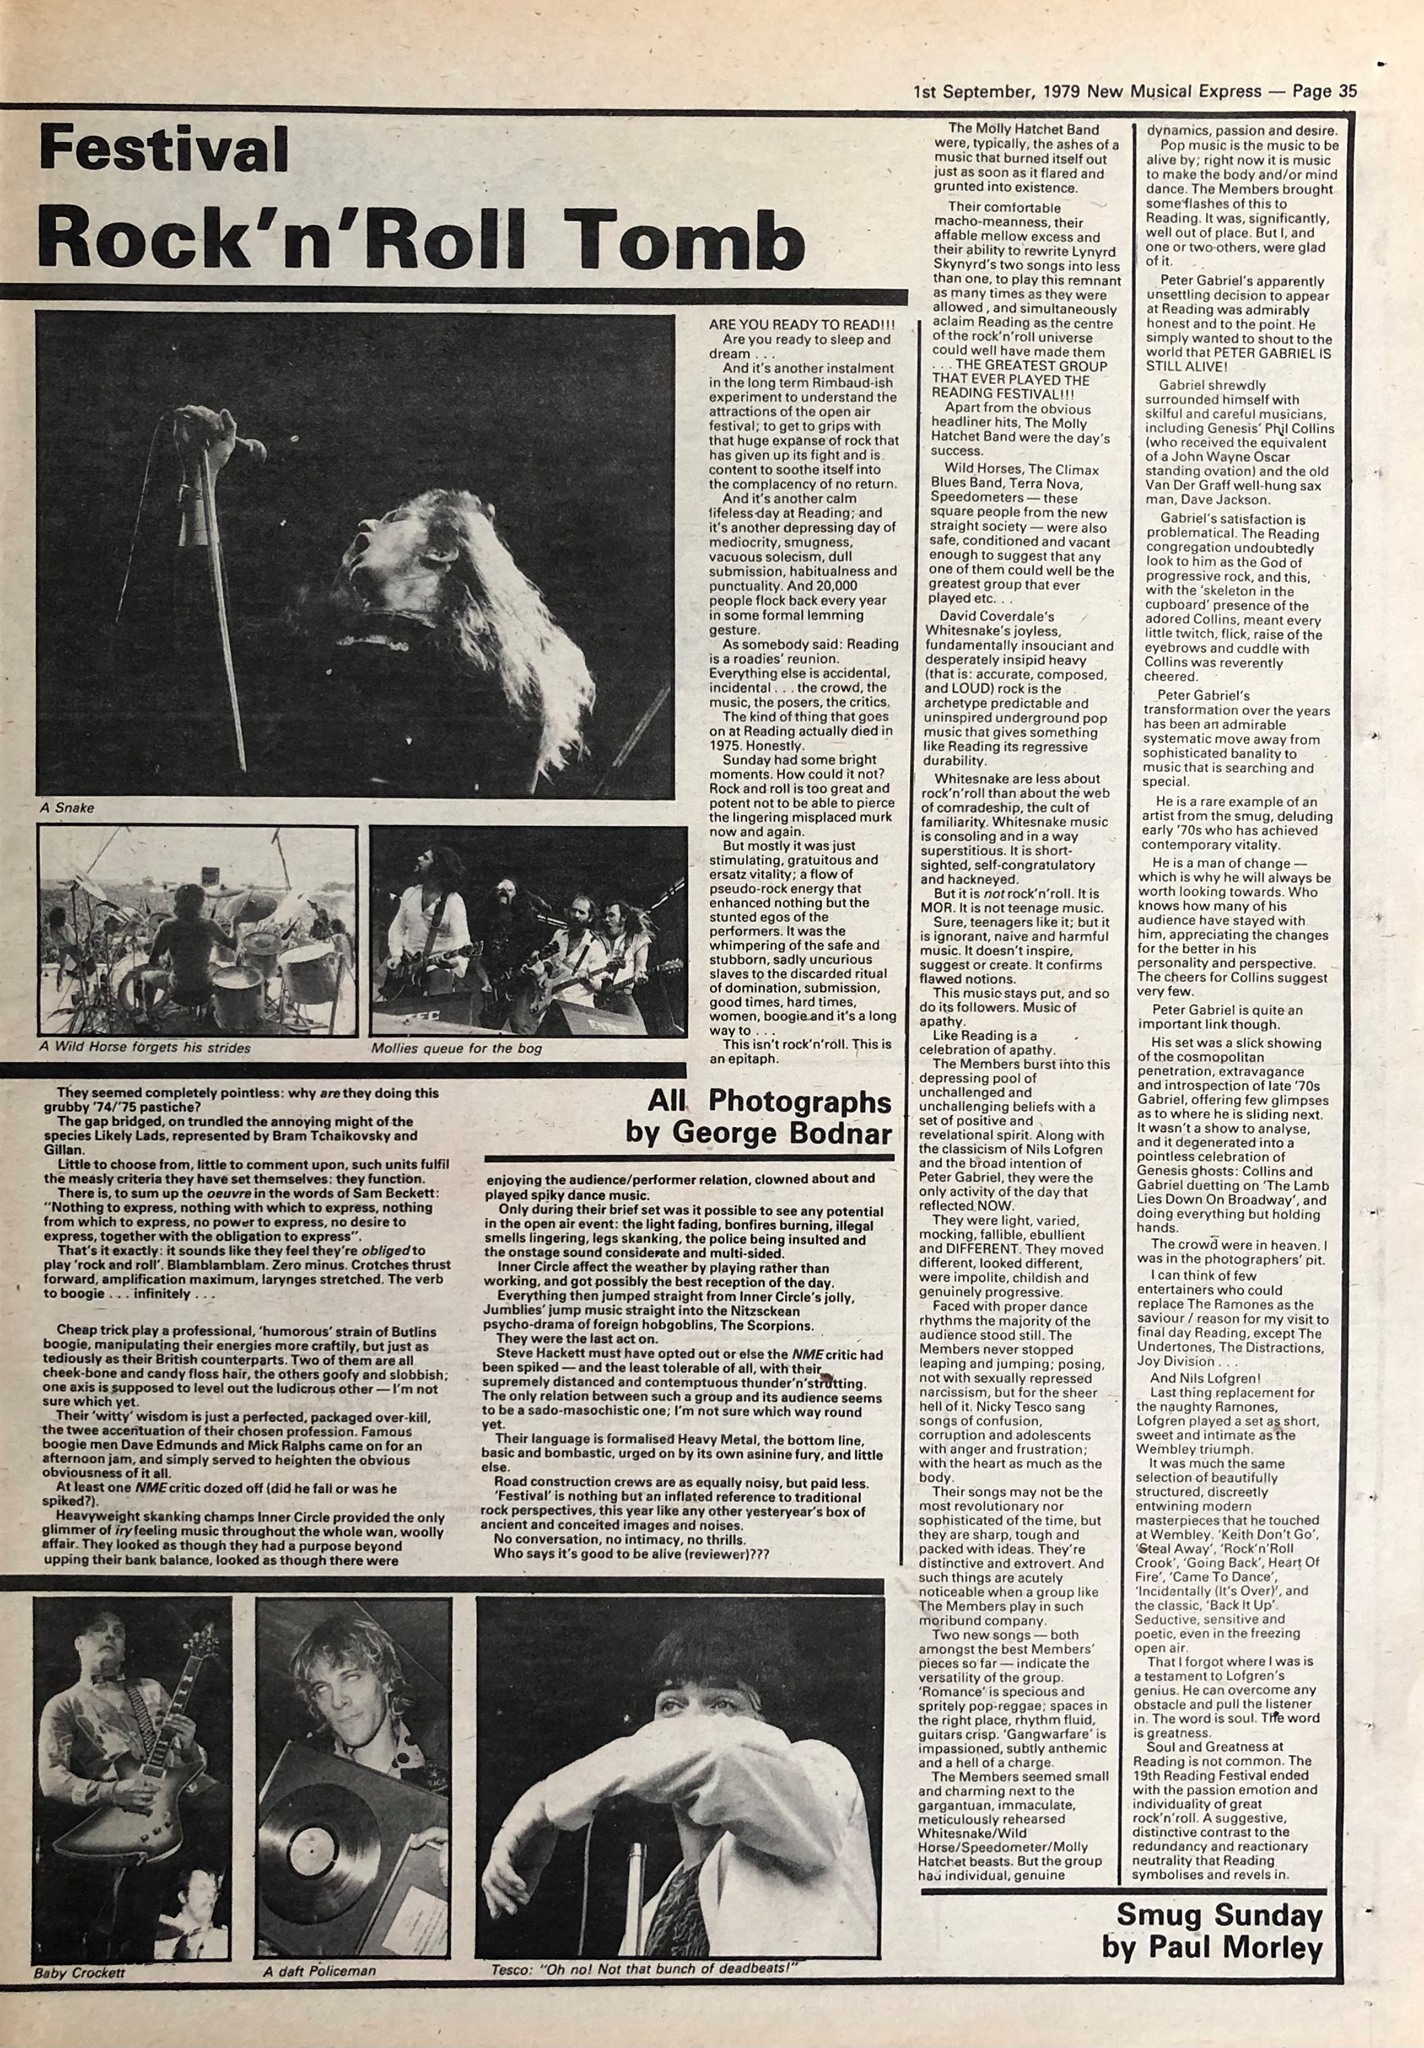 1st September, 1979 New Musical Express — Page 35
Festival
Rock'n'Roll Tomb
A Snake
A Wild Horse forgets his strides
Mollies queue for the bog
ARE YOU READY TO READ!!!
Are you ready to sleep and
dream . . .
And it's another instalment
in the long term Rimbaud-ish
experiment to understand the
attractions of the open air
festival; to get to grips with
that huge expanse of rock that
has given up its fight and is
content to soothe itself into
the complacency of no return.
And it's another calm
lifeless day at Reading; and
it's another depressing day of
mediocrity, smugness,
vacuous solecism, dull
submission, habitualness and
punctuality. And 20,000
people flock back every year
in some formal lemming
gesture.
As somebody said: Reading
is a roadies' reunion.
Everything else is accidental,
incidental . . . the crowd, the
music, the posers, the critics.
The kind of thing that goes
on at Reading actually died in
1975. Honestly.
Sunday had some bright
moments. How could it not?
Rock and roll is too great and
potent not to be able to pierce
the lingering misplaced murk
now and again.
But mostly it was just
stimulating, gratuitous and
ersatz vitality; a flow of
pseudo-rock energy that
enhanced nothing but the
stunted egos of the
performers. It was the
whimpering of the safe and
stubborn, sadly uncurious
slaves to the discarded ritual
of domination, submission,
good times, hard times,
women, boogie and it's a long
way to . . .
This isn't rock'n'roll. This is
an epitaph.
The Molly Hatchet Band
were, typically, the ashes of a
music that burned itself out
just as soon as it flared and
grunted into existence.
Their comfortable
macho-meanness, their
affable mellow excess and
their ability to rewrite Lynyrd
Skynyrd's two songs into less
than one, to play this remnant
as many times as they were
allowed , and simultaneously
aclaim Reading as the centre
of the rock'n'roll universe
could well have made them
. . . THE GREATEST GROUP
THAT EVER PLAYED THE
READING FESTIVAL!!!
Apart from the obvious
headliner hits, The Molly
Hatchet Band were the day's
success.
Wild Horses, The Climax
Blues Band, Terra Nova,
Speedometers — these
square people from the new
straight society — were also
safe, conditioned and vacant
enough to suggest that any
one of them could well be the
greatest group that ever
played etc. . .
David Coverdale's
Whitesnake's joyless,
fundamentally insouciant and
desperately insipid heavy
(that is: accurate, composed,
and LOUD) rock is the
archetype predictable and
uninspired underground pop
music that gives something
like Reading its regressive
durability.
Whitesnake are less about
rock'n'roll than about the web
of comradeship, the cult of
familiarity. Whitesnake music
is consoling and in a way
superstitious. It is short-
sighted, self-congratulatory
and hackneyed.
But it is not rock'n'roll. It is
MOR. It is not teenage music.
Sure, teenagers like it; but it
is ignorant, naive and harmful
music. It doesn't inspire,
suggest or create. It confirms
flawed notions.
This music stays put, and so
do its followers. Music of
apathy.
Like Reading is a
celebration of apathy.
The Members burst into this
depressing pool of
unchallenged and
unchallenging beliefs with a
set of positive and
revelational spirit. Along with
the classicism of Nils Lofgren
and the broad intention of
Peter Gabriel, they were the
only activity of the day that
reflected NOW.
They were light, varied,
mocking, fallible, ebullient
and DIFFERENT. They moved
different, looked different,
were impolite, childish and
genuinely progressive.
Faced with proper dance
rhythms the majority of the
audience stood still. The
Members never stopped
leaping and jumping; posing,
not with sexually repressed
narcissism, but for the sheer
hell of it. Nicky Tesco sang
songs of confusion,
corruption and adolescents
with anger and frustration;
with the heart as much as the
body.
Their songs may not be the
most revolutionary nor
sophisticated of the time, but
they are sharp, tough and
packed with ideas. They're
distinctive and extrovert. And
such things are acutely
noticeable when a group like
The Members play in such
moribund company.
Two new songs — both
amongst the best Members'
pieces so far — indicate the
versatility of the group.
'Romance' is specious and
spritely pop-reggae; spaces in
the right place, rhythm fluid,
guitars crisp. 'Gangwarfare' is
impassioned, subtly anthemic
and a hell of a charge.
The Members seemed small
and charming next to the
gargantuan, immaculate,
meticulously rehearsed
Whitesnake/Wild
Horse/Speedometer/Molly
Hatchet beasts. But the group
had individual, genuine
dynamics, passion and desire.
Pop music is the music to be
alive by; right now it is music
to make the body and/or mind
dance. The Members brought
some flashes of this to
Reading. It was, significantly,
well out of place. But I, and
one or two others, were glad
of it.
Peter Gabriel's apparently
unsettling decision to appear
at Reading was admirably
honest and to the point. He
simply wanted to shout to the
world that PETER GABRIEL IS
STILL ALIVE!
Gabriel shrewdly
surrounded himself with
skilful and careful musicians,
including Genesis' Phil Collins
(who received the equivalent
of a John Wayne Oscar
standing ovation) and the old
Van Der Graff well-hung sax
man, Dave Jackson.
Gabriel's satisfaction is
problematical. The Reading
congregation undoubtedly
look to him as the God of
progressive rock, and this,
with the 'skeleton in the
cupboard' presence of the
adored Collins, meant every
little twitch, flick, raise of the
eyebrows and cuddle with
Collins was reverently
cheered.
Peter Gabriel's
transformation over the years
has been an admirable
systematic move away from
sophisticated banality to
music that is searching and
special.
He is a rare example of an
artist from the smug, deluding
early '70s who has achieved
contemporary vitality.
He is a man of change —
which is why he will always be
worth looking towards. Who
knows how many of his
audience have stayed with
him, appreciating the changes
for the better in his
personality and perspective.
The cheers for Collins suggest
very few.
Peter Gabriel is quite an
important link though.
His set was a slick showing
of the cosmopolitan
penetration, extravagance
and introspection of late '70s
Gabriel, offering few glimpses
as to where he is sliding next.
It wasn't a show to analyse,
and it degenerated into a
pointless celebration of
Genesis ghosts: Collins and
Gabriel duetting on 'The Lamb
Lies Down On Broadway', and
doing everything but holding
hands.
The crowd were in heaven. I
was in the photographers' pit.
I can think of few
entertainers who could
replace The Ramones as the
saviour / reason for my visit to
final day Reading, except The
Undertones, The Distractions,
Joy Division . . .
And Nils Lofgren!
Last thing replacement for
the naughty Ramones,
Lofgren played a set as short,
sweet and intimate as the
Wembley triumph.
It was much the same
selection of beautifully
structured, discreetly
entwining modern
masterpieces that he touched
at Wembley. 'Keith Don't Go',
'Steal Away', 'Rock'n'Roll
Crook', 'Going Back', Heart Of
Fire', 'Came To Dance',
'Incidentally (It's Over)', and
the classic, 'Back It Up'.
Seductive, sensitive and
poetic, even in the freezing
open air.
That I forgot where I was is
a testament to Lofgren's
genius. He can overcome any
obstacle and pull the listener
in. The word is soul. The word
is greatness.
Soul and Greatness at
Reading is not common. The
19th Reading Festival ended
with the passion emotion and
individuality of great
rock'n'roll. A suggestive,
distinctive contrast to the
redundancy and reactionary
neutrality that Reading
symbolises and revels in.
Smug Sunday
by Paul Morley
All Photographs
by George Bodnar
They seemed completely pointless: why are they doing this
grubby '74/'75 pastiche?
The gap bridged, on trundled the annoying might of the
species Likely Lads, represented by Bram Tchaikovsky and
Gillan.
Little to choose from, little to comment upon, such units fulfil
the measly criteria they have set themselves: they function.
There is, to sum up the oeuvre in the words of Sam Beckett:
"Nothing to express, nothing with which to express, nothing
from which to express, no power to express, no desire to
express, together with the obligation to express".
That's it exactly: it sounds like they feel they're obliged to
play 'rock and roll'. Blamblamblam. Zero minus. Crotches thrust
forward, amplification maximum, larynges stretched. The verb
to boogie . . . infinitely . . .
Cheap trick play a professional, 'humorous' strain of Butlins
boogie, manipulating their energies more craftily, but just as
tediously as their British counterparts. Two of them are all
cheek-bone and candy floss hair, the others goofy and slobbish;
one axis is supposed to level out the ludicrous other — I'm not
sure which yet.
Their 'witty' wisdom is just a perfected, packaged over-kill,
the twee accentuation of their chosen profession. Famous
boogie men Dave Edmunds and Mick Ralphs came on for an
afternoon jam, and simply served to heighten the obvious
obviousness of it all.
At least one NME critic dozed off (did he fall or was he
spiked?).
Heavyweight skanking champs Inner Circle provided the only
glimmer of iry feeling music throughout the whole wan, woolly
affair. They looked as though they had a purpose beyond
upping their bank balance, looked as though there were
enjoying the audience/performer relation, clowned about and
played spiky dance music.
Only during their brief set was it possible to see any potential
in the open air event: the light fading, bonfires burning, illegal
smells lingering, legs skanking, the police being insulted and
the onstage sound considerate and multi-sided.
Inner Circle affect the weather by playing rather than
working, and got possibly the best reception of the day.
Everything then jumped straight from Inner Circle's jolly,
Jumblies' jump music straight into the Nitzsckean
psycho-drama of foreign hobgoblins, The Scorpions.
They were the last act on.
Steve Hackett must have opted out or else the NME critic had
been spiked — and the least tolerable of all, with their
supremely distanced and contemptuous thunder'n'strutting.
The only relation between such a group and its audience seems
to be a sado-masochistic one; I'm not sure which way round
yet.
Their language is formalised Heavy Metal, the bottom line,
basic and bombastic, urged on by its own asinine fury, and little
else.
Road construction crews are as equally noisy, but paid less.
'Festival' is nothing but an inflated reference to traditional
rock perspectives, this year like any other yesteryear's box of
ancient and conceited images and noises.
No conversation, no intimacy, no thrills.
Who says it's good to be alive (reviewer)???
Baby Crockett
A daft Policeman
Tesco: "Oh no! Not that bunch of deadbeats!"